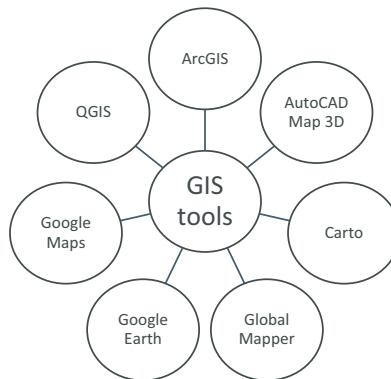 ArcGIS
QGIS
AutoCAD
Map 3D
GIS
tools
Google
Maps
Carto
Google
Earth
Global
Mapper